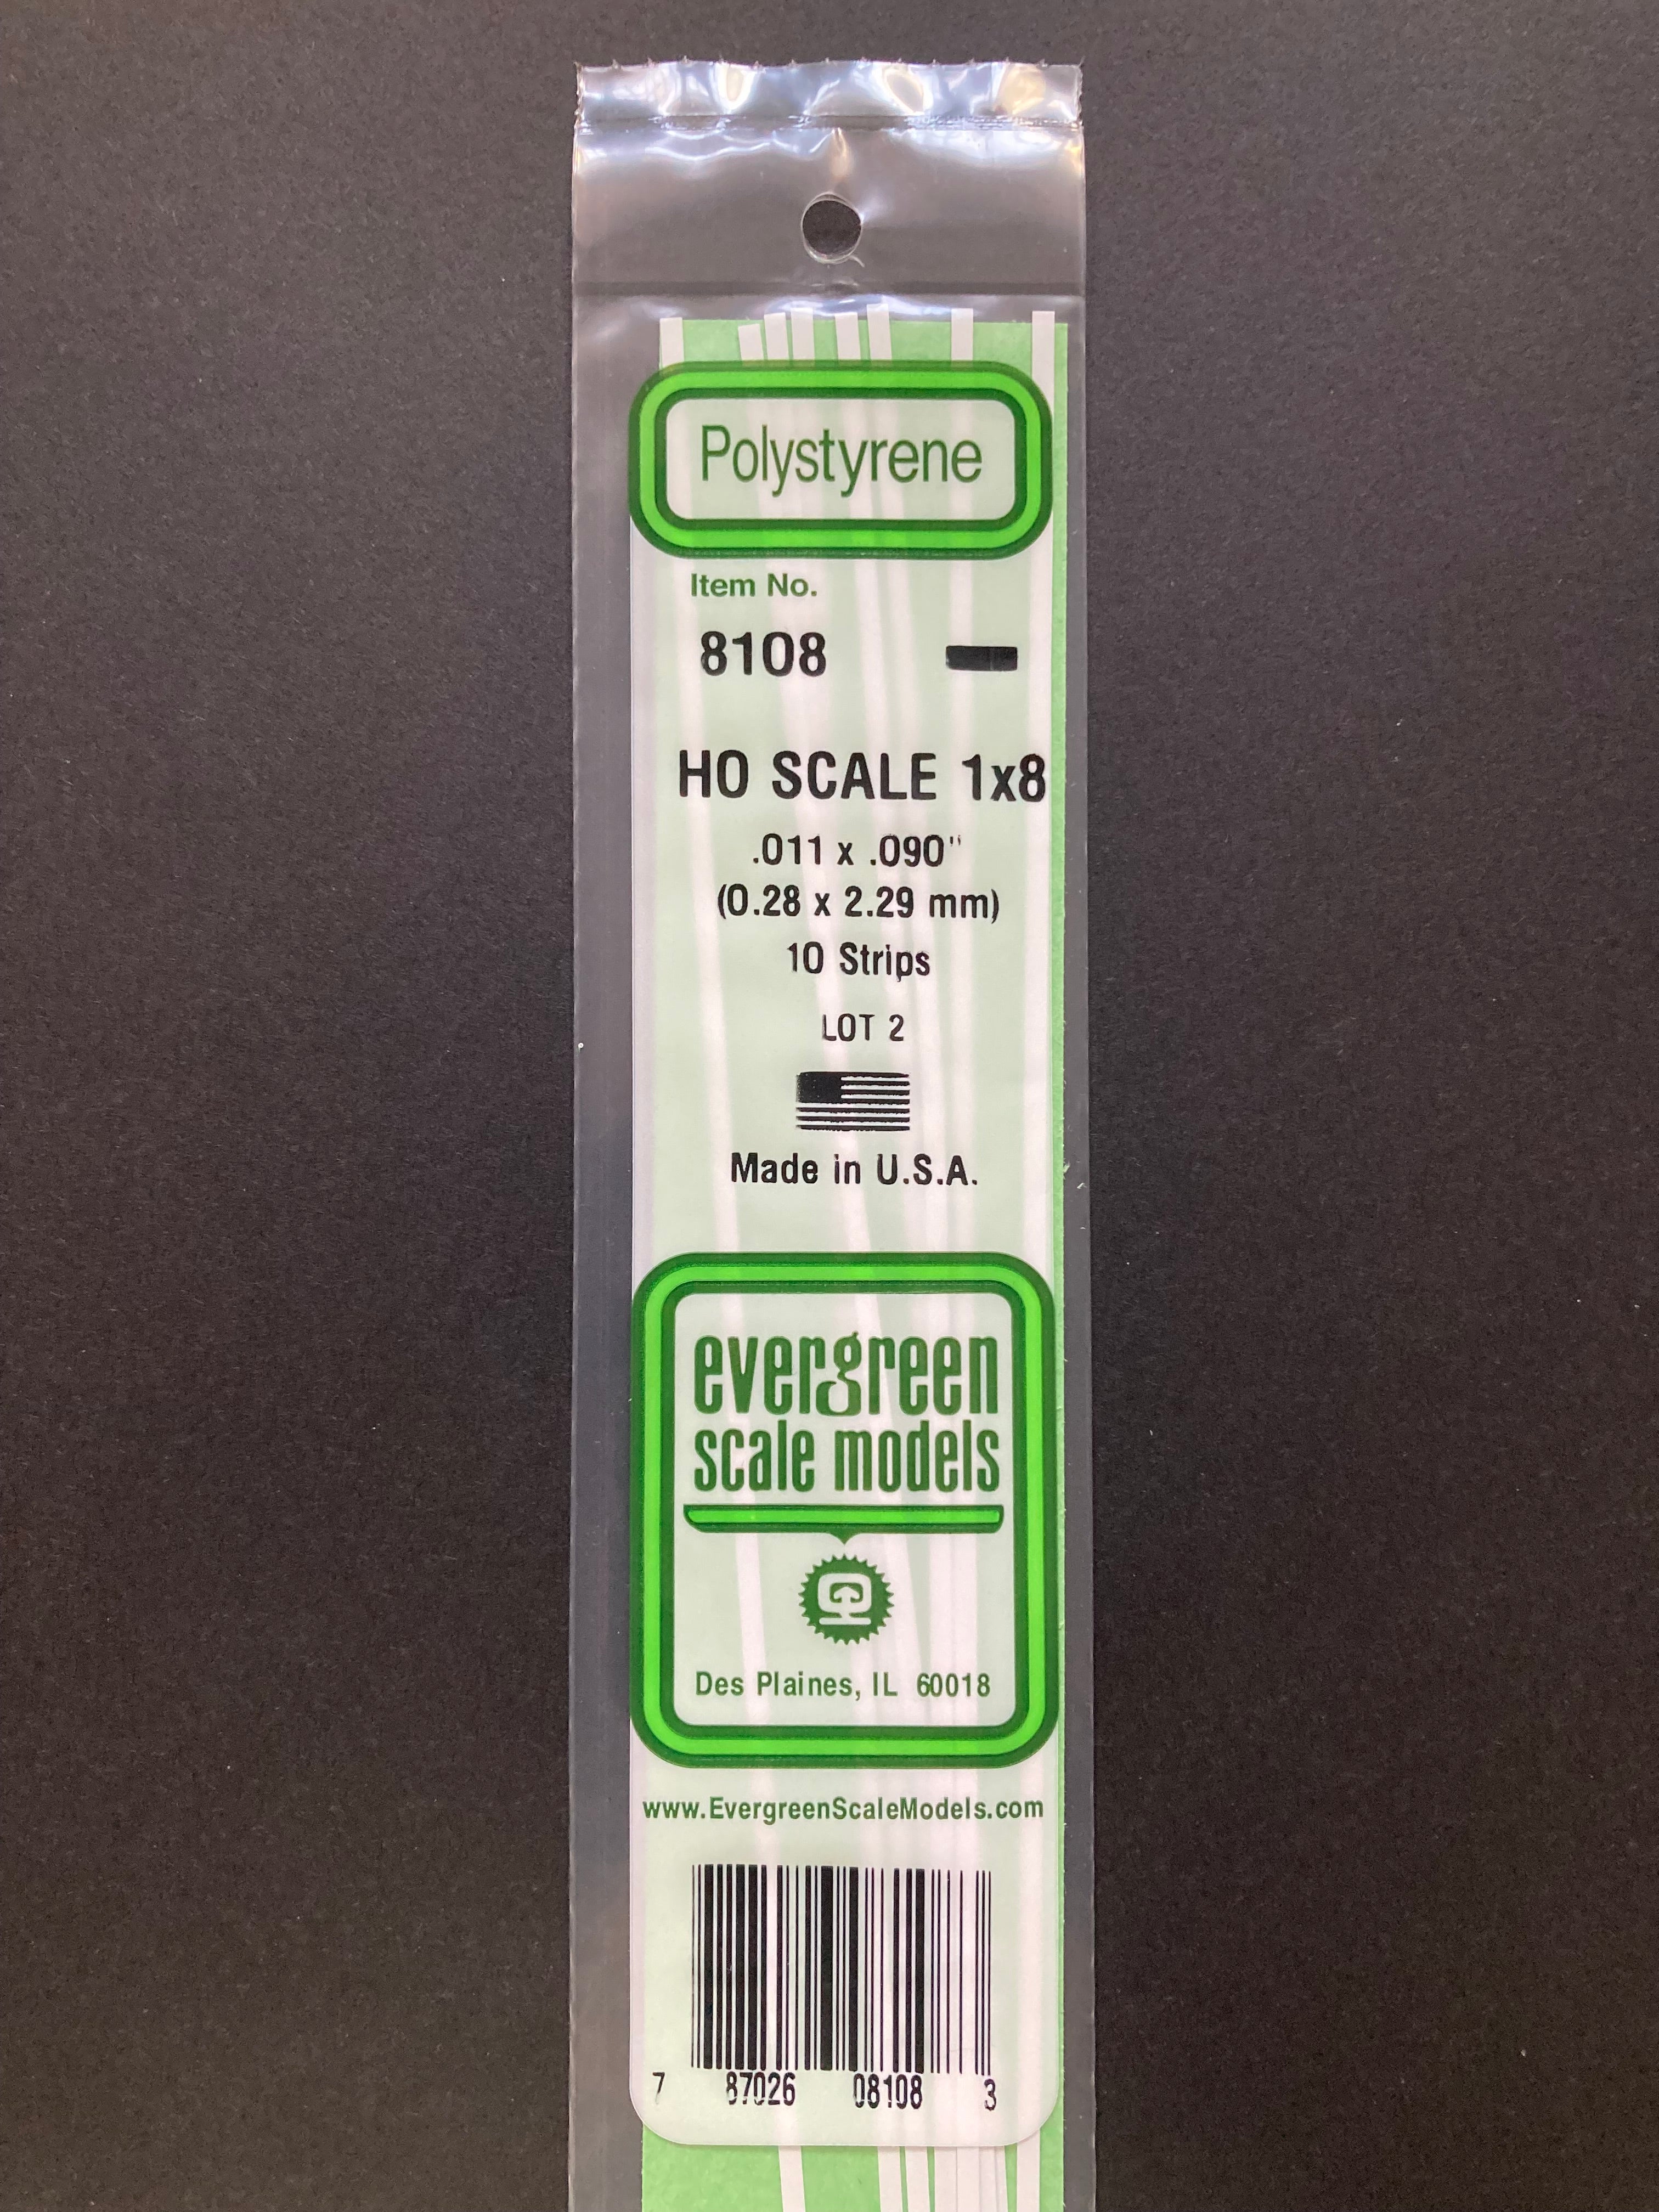 Polystyrene
Item No.
8108
HO SCALE 1x8
.011 x .090"
(0.28 x 2.29 mm)
10 Strips
LOT 2
Made in U.S.A.
evergreen
scale models
Des Plaines, IL 60018
www.EvergreenScaleModels.com
7 87026 08108 3